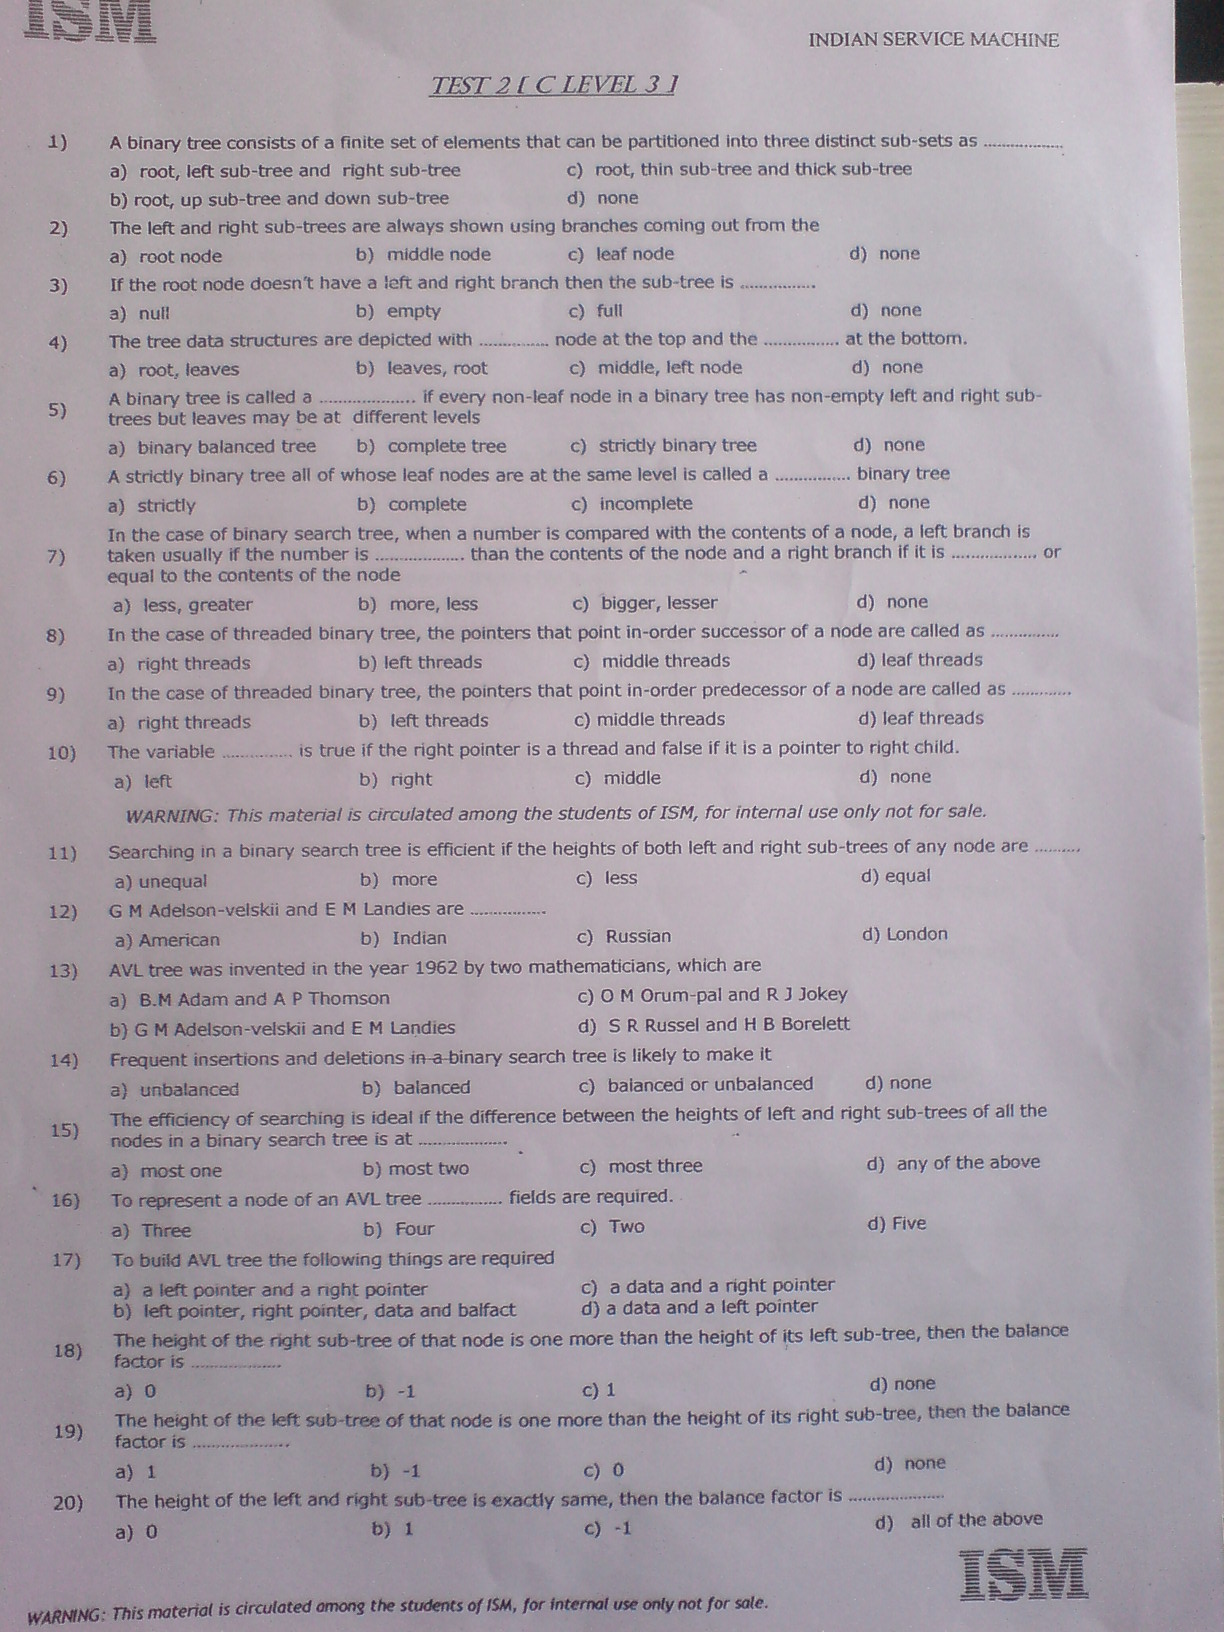 ISM
INDIAN SERVICE MACHINE
TEST 2 [ C LEVEL 3 ]
1) A binary tree consists of a finite set of elements that can be partitioned into three distinct sub-sets as ..................
a) root, left sub-tree and right sub-tree c) root, thin sub-tree and thick sub-tree
b) root, up sub-tree and down sub-tree d) none
2) The left and right sub-trees are always shown using branches coming out from the
a) root node b) middle node c) leaf node d) none
3) If the root node doesn't have a left and right branch then the sub-tree is ................
a) null b) empty c) full d) none
4) The tree data structures are depicted with ............... node at the top and the ................ at the bottom.
a) root, leaves b) leaves, root c) middle, left node d) none
5) A binary tree is called a ..................... if every non-leaf node in a binary tree has non-empty left and right sub-
trees but leaves may be at different levels
a) binary balanced tree b) complete tree c) strictly binary tree d) none
6) A strictly binary tree all of whose leaf nodes are at the same level is called a ................ binary tree
a) strictly b) complete c) incomplete d) none
In the case of binary search tree, when a number is compared with the contents of a node, a left branch is
7) taken usually if the number is ................... than the contents of the node and a right branch if it is .................. or
equal to the contents of the node
a) less, greater b) more, less c) bigger, lesser d) none
8) In the case of threaded binary tree, the pointers that point in-order successor of a node are called as ...............
a) right threads b) left threads c) middle threads d) leaf threads
9) In the case of threaded binary tree, the pointers that point in-order predecessor of a node are called as .............
a) right threads b) left threads c) middle threads d) leaf threads
10) The variable ............... is true if the right pointer is a thread and false if it is a pointer to right child.
a) left b) right c) middle d) none
WARNING: This material is circulated among the students of ISM, for internal use only not for sale.
11) Searching in a binary search tree is efficient if the heights of both left and right sub-trees of any node are ..........
a) unequal b) more c) less d) equal
12) G M Adelson-velskii and E M Landies are ................
a) American b) Indian c) Russian d) London
13) AVL tree was invented in the year 1962 by two mathematicians, which are
a) B.M Adam and A P Thomson c) O M Orum-pal and R J Jokey
b) G M Adelson-velskii and E M Landies d) S R Russel and H B Borelett
14) Frequent insertions and deletions in a binary search tree is likely to make it
a) unbalanced b) balanced c) balanced or unbalanced d) none
The efficiency of searching is ideal if the difference between the heights of left and right sub-trees of all the
15) nodes in a binary search tree is at ...................
a) most one b) most two c) most three d) any of the above
16) To represent a node of an AVL tree ................ fields are required.
a) Three b) Four c) Two d) Five
17) To build AVL tree the following things are required
a) a left pointer and a right pointer c) a data and a right pointer
b) left pointer, right pointer, data and balfact d) a data and a left pointer
The height of the right sub-tree of that node is one more than the height of its left sub-tree, then the balance
18) factor is ....................
a) 0 b) -1 c) 1 d) none
The height of the left sub-tree of that node is one more than the height of its right sub-tree, then the balance
19) factor is .....................
a) 1 b) -1 c) 0 d) none
20) The height of the left and right sub-tree is exactly same, then the balance factor is .....................
a) 0 b) 1 c) -1 d) all of the above
ISM
WARNING: This material is circulated among the students of ISM, for internal use only not for sale.